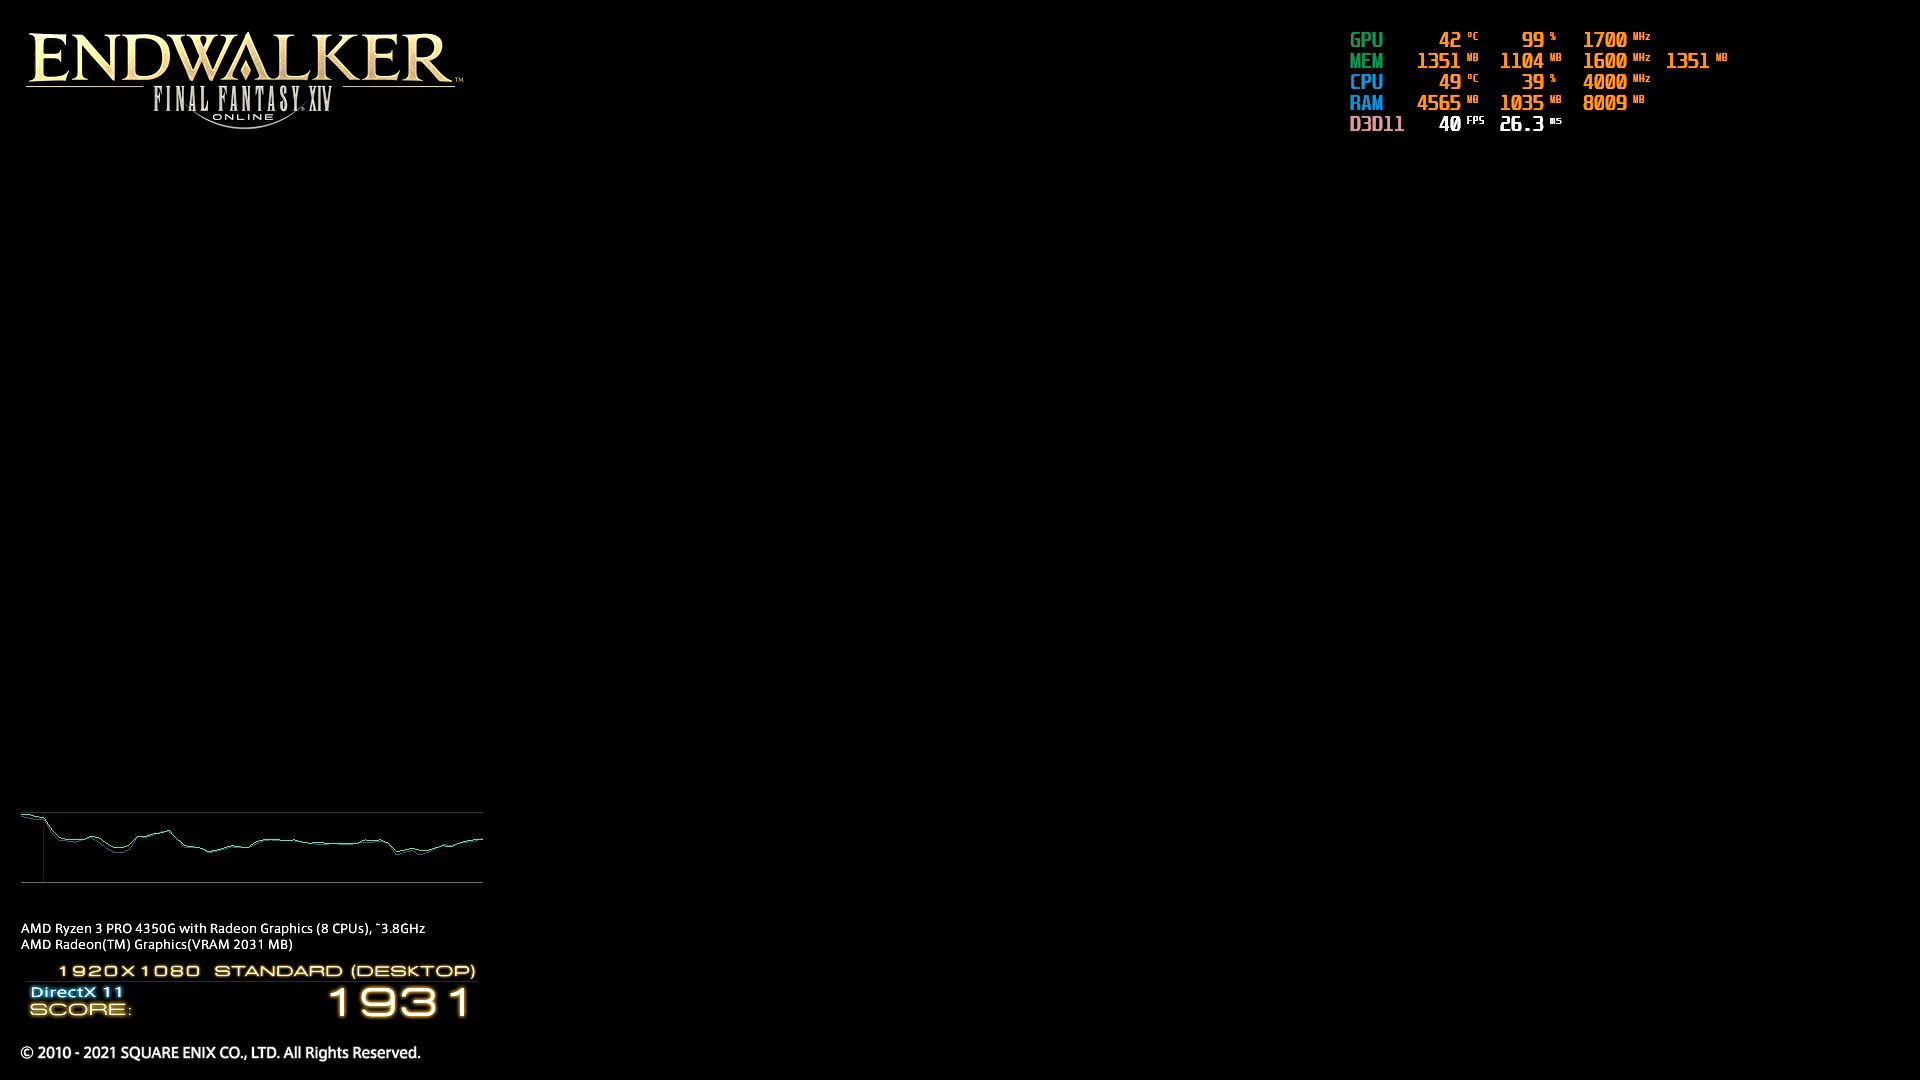 ENDWALKER™
FINAL FANTASY® XIV
ONLINE
GPU 42 °C 99 % 1700 MHz
MEM 1351 MB 1104 MB 1600 MHz 1351 MB
CPU 49 °C 39 % 4000 MHz
RAM 4565 MB 1035 MB 8009 MB
D3D11 40 FPS 26.3 ms
AMD Ryzen 3 PRO 4350G with Radeon Graphics (8 CPUs), ~3.8GHz
AMD Radeon(TM) Graphics(VRAM 2031 MB)
1920X1080 STANDARD (DESKTOP)
DirectX 11
SCORE: 1931
© 2010 - 2021 SQUARE ENIX CO., LTD. All Rights Reserved.